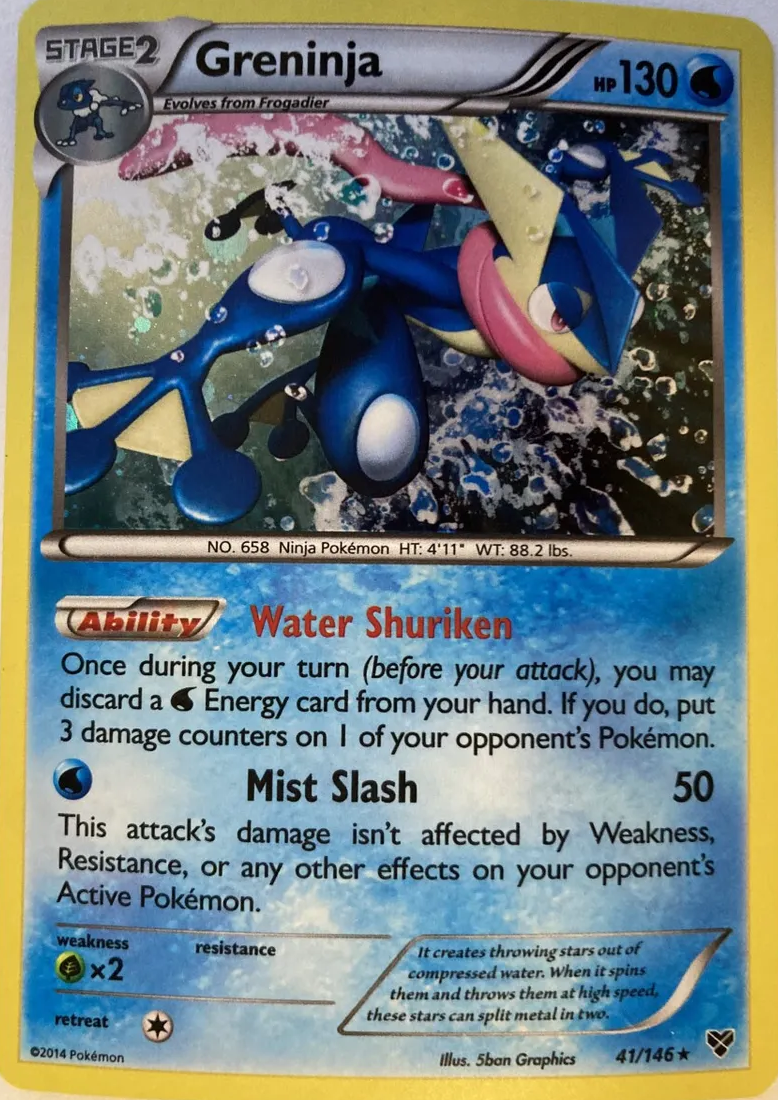 STAGE2
Greninja
HP130
Evolves from Frogadier
NO. 658 Ninja Pokémon HT: 4'11" WT: 88.2 lbs.
Ability Water Shuriken
Once during your turn (before your attack), you may
discard a Energy card from your hand. If you do, put
3 damage counters on 1 of your opponent's Pokémon.
Mist Slash 50
This attack's damage isn't affected by Weakness,
Resistance, or any other effects on your opponent's
Active Pokémon.
weakness resistance
×2
retreat
It creates throwing stars out of
compressed water. When it spins
them and throws them at high speed,
these stars can split metal in two.
©2014 Pokémon
Illus. 5ban Graphics
41/146★